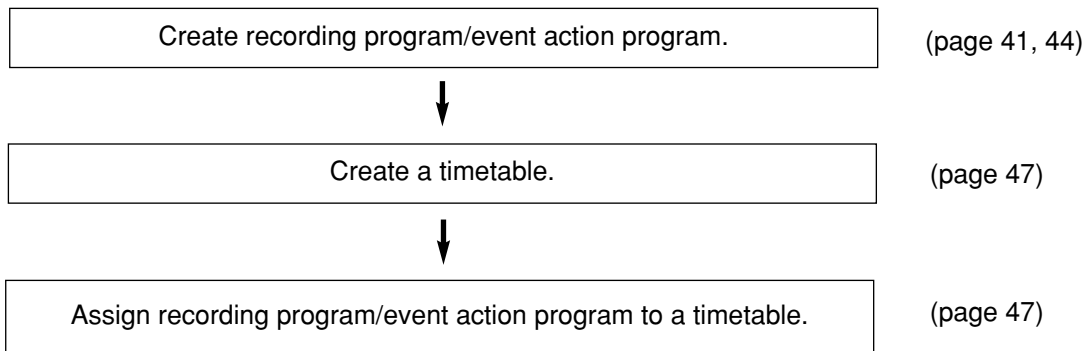 Create recording program/event action program. (page 41, 44)
Create a timetable. (page 47)
Assign recording program/event action program to a timetable. (page 47)